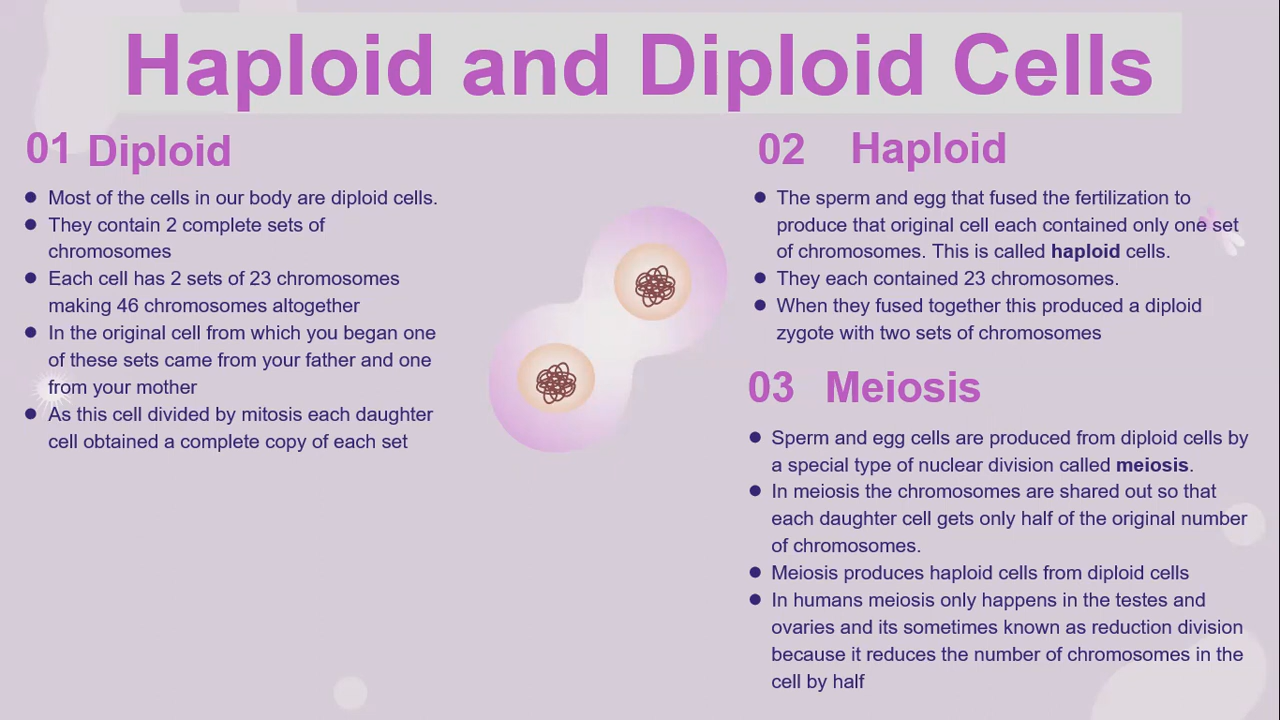 Haploid and Diploid Cells
01 Diploid
Most of the cells in our body are diploid cells.
They contain 2 complete sets of
chromosomes
Each cell has 2 sets of 23 chromosomes
making 46 chromosomes altogether
In the original cell from which you began one
of these sets came from your father and one
from your mother
As this cell divided by mitosis each daughter
cell obtained a complete copy of each set
02 Haploid
The sperm and egg that fused the fertilization to
produce that original cell each contained only one set
of chromosomes. This is called haploid cells.
They each contained 23 chromosomes.
When they fused together this produced a diploid
zygote with two sets of chromosomes
03 Meiosis
Sperm and egg cells are produced from diploid cells by
a special type of nuclear division called meiosis.
In meiosis the chromosomes are shared out so that
each daughter cell gets only half of the original number
of chromosomes.
Meiosis produces haploid cells from diploid cells
In humans meiosis only happens in the testes and
ovaries and its sometimes known as reduction division
because it reduces the number of chromosomes in the
cell by half